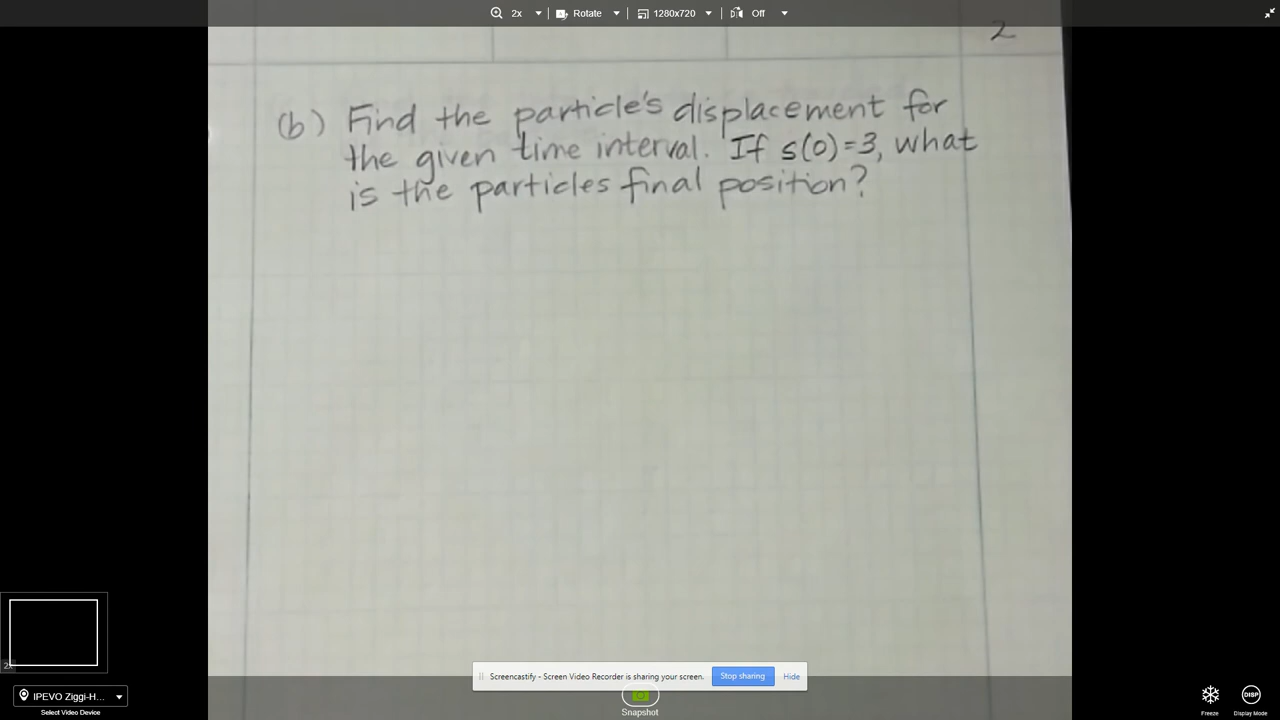 2x Rotate 1280x720 Off
2
(b) Find the particle's displacement for
the given time interval. If s(0)=3, what
is the particles final position?
2x
Screencastify - Screen Video Recorder is sharing your screen. Stop sharing Hide
IPEVO Ziggi-H...
Select Video Device
Snapshot
Freeze
DISP
Display Mode